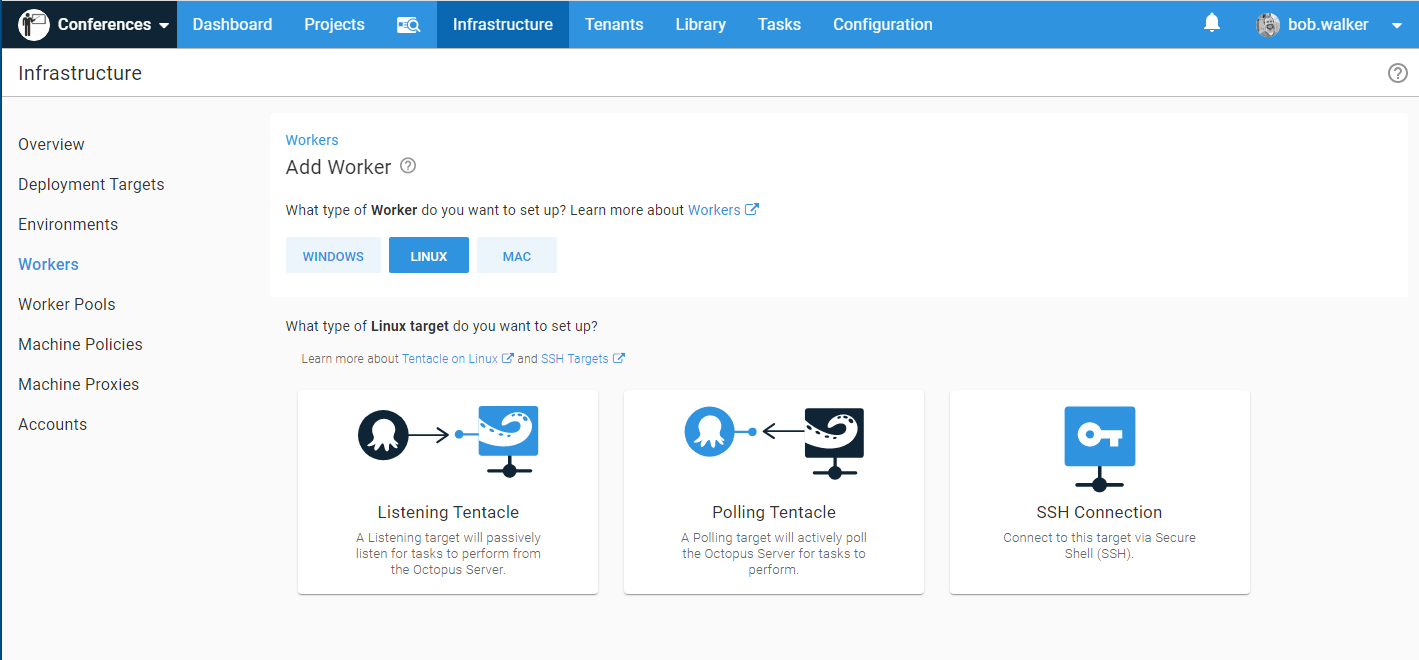 Conferences
Dashboard
Projects
Infrastructure
Tenants
Library
Tasks
Configuration
bob.walker
Infrastructure
?
Overview
Deployment Targets
Environments
Workers
Worker Pools
Machine Policies
Machine Proxies
Accounts
Workers
Add Worker ?
What type of Worker do you want to set up? Learn more about Workers
WINDOWS
LINUX
MAC
What type of Linux target do you want to set up?
Learn more about Tentacle on Linux and SSH Targets
Listening Tentacle
A Listening target will passively
listen for tasks to perform from
the Octopus Server.
Polling Tentacle
A Polling target will actively poll
the Octopus Server for tasks to
perform.
SSH Connection
Connect to this target via Secure
Shell (SSH).